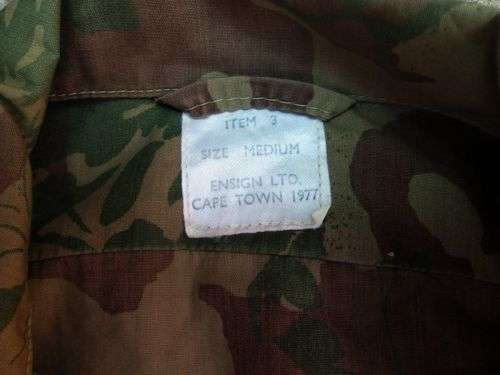 ITEM 3
SIZE MEDIUM
ENSIGN LTD.
CAPE TOWN 1977.